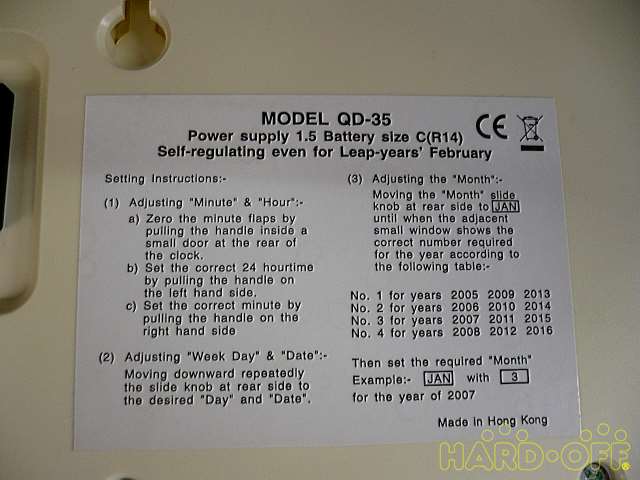 MODEL QD-35
Power supply 1.5 Battery size C(R14)
Self-regulating even for Leap-years' February
CE
Setting Instructions:-
(1) Adjusting "Minute" & "Hour":-
a) Zero the minute flaps by
pulling the handle inside a
small door at the rear of
the clock.
b) Set the correct 24 hourtime
by pulling the handle on
the left hand side.
c) Set the correct minute by
pulling the handle on the
right hand side
(2) Adjusting "Week Day" & "Date":-
Moving downward repeatedly
the slide knob at rear side to
the desired "Day" and "Date".
(3) Adjusting the "Month":-
Moving the "Month" slide
knob at rear side to JAN
until when the adjacent
small window shows the
correct number required
for the year according to
the following table:-
No. 1 for years 2005 2009 2013
No. 2 for years 2006 2010 2014
No. 3 for years 2007 2011 2015
No. 4 for years 2008 2012 2016
Then set the required "Month"
Example:- JAN with 3
for the year of 2007
Made in Hong Kong
HARD-OFF